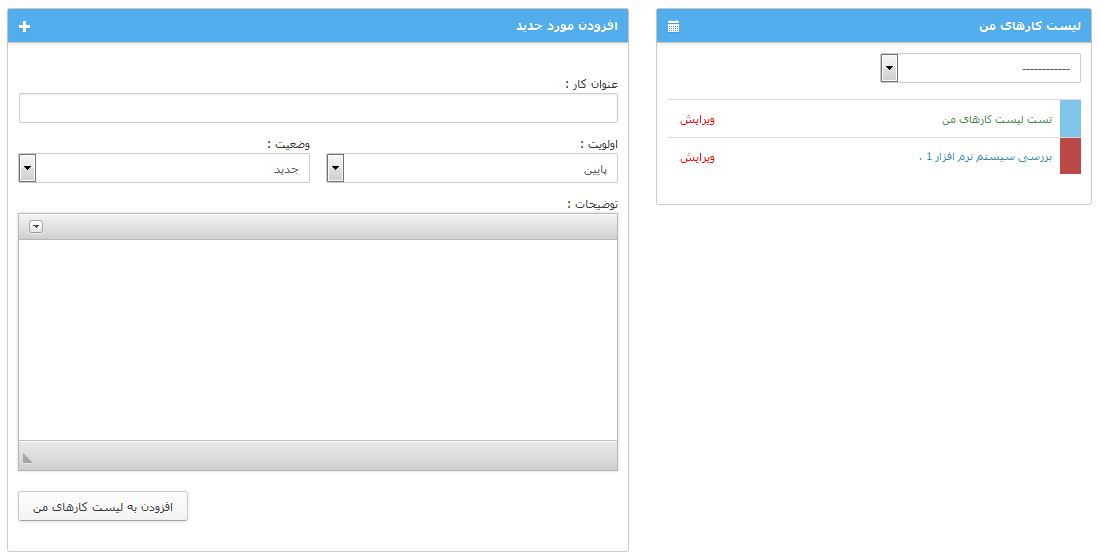 لیست کارهای من
------------
تست لیست کارهای من
ویرایش
بررسی سیستم نرم افزار 1 .
ویرایش
افزودن مورد جدید
عنوان کار :
اولویت :
وضعیت :
پایین
جدید
توضیحات :
افزودن به لیست کارهای من